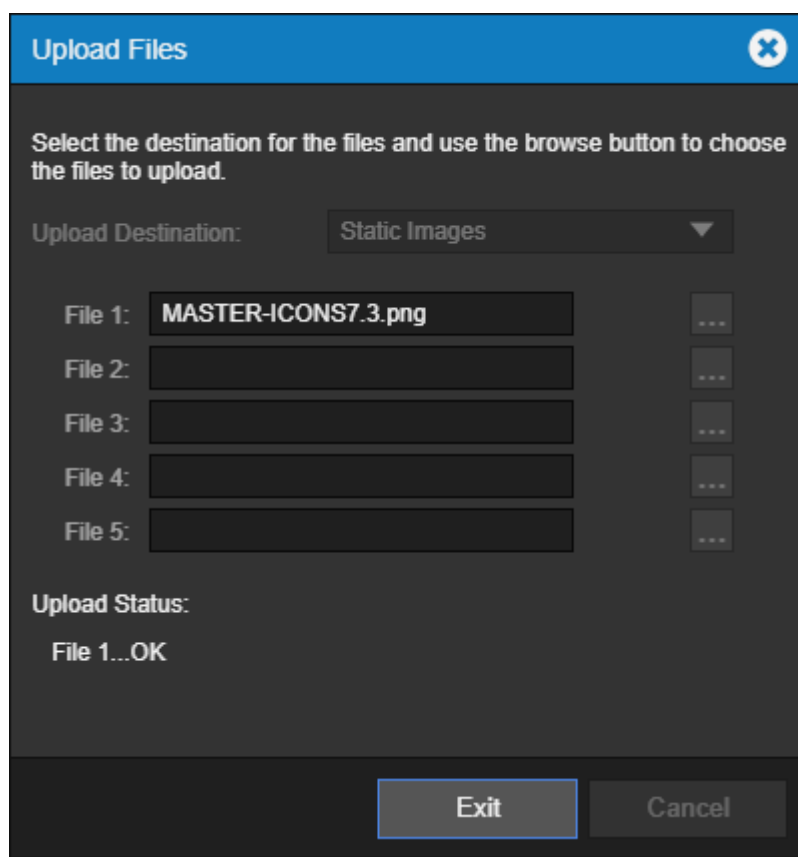 Upload Files
Select the destination for the files and use the browse button to choose
the files to upload.
Upload Destination: Static Images
File 1: MASTER-ICONS7.3.png ...
File 2: ...
File 3: ...
File 4: ...
File 5: ...
Upload Status:
File 1...OK
Exit Cancel